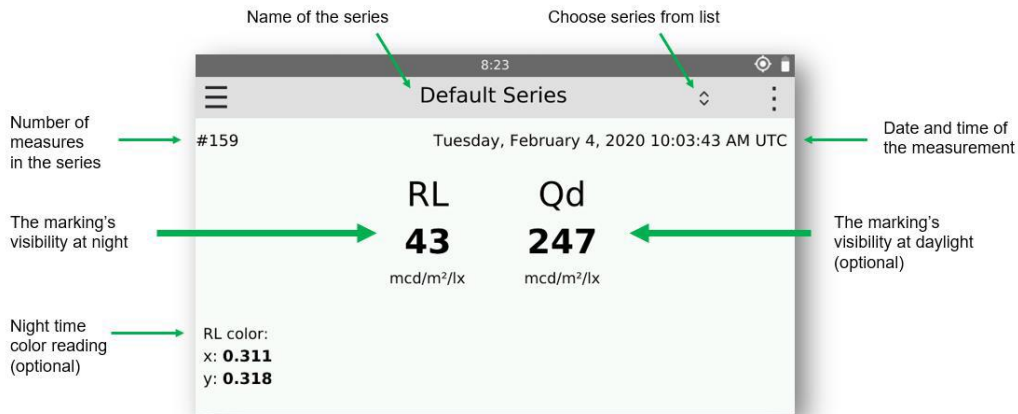 Name of the series
Choose series from list
8:23
Default Series
Number of
measures
in the series
#159
Tuesday, February 4, 2020 10:03:43 AM UTC
Date and time of
the measurement
RL
Qd
The marking's
visibility at night
43
247
The marking's
visibility at daylight
(optional)
mcd/m²/lx
mcd/m²/lx
Night time
color reading
(optional)
RL color:
x: 0.311
y: 0.318